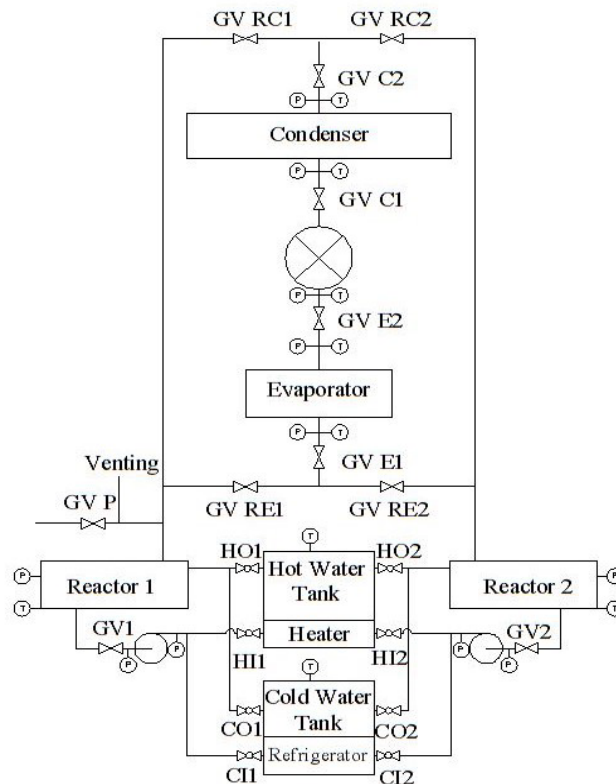 GV RC1
GV RC2
GV C2
P T
Condenser
P T
GV C1
P T
GV E2
P T
Evaporator
P T
GV E1
Venting
GV P
GV RE1
GV RE2
HO1
T
HO2
P
Reactor 1
Hot Water
Tank
Reactor 2
P
T
T
GV1
P
P
HI1
Heater
HI2
P
P
GV2
T
CO1
Cold Water
Tank
CO2
Refrigerator
CI1
CI2